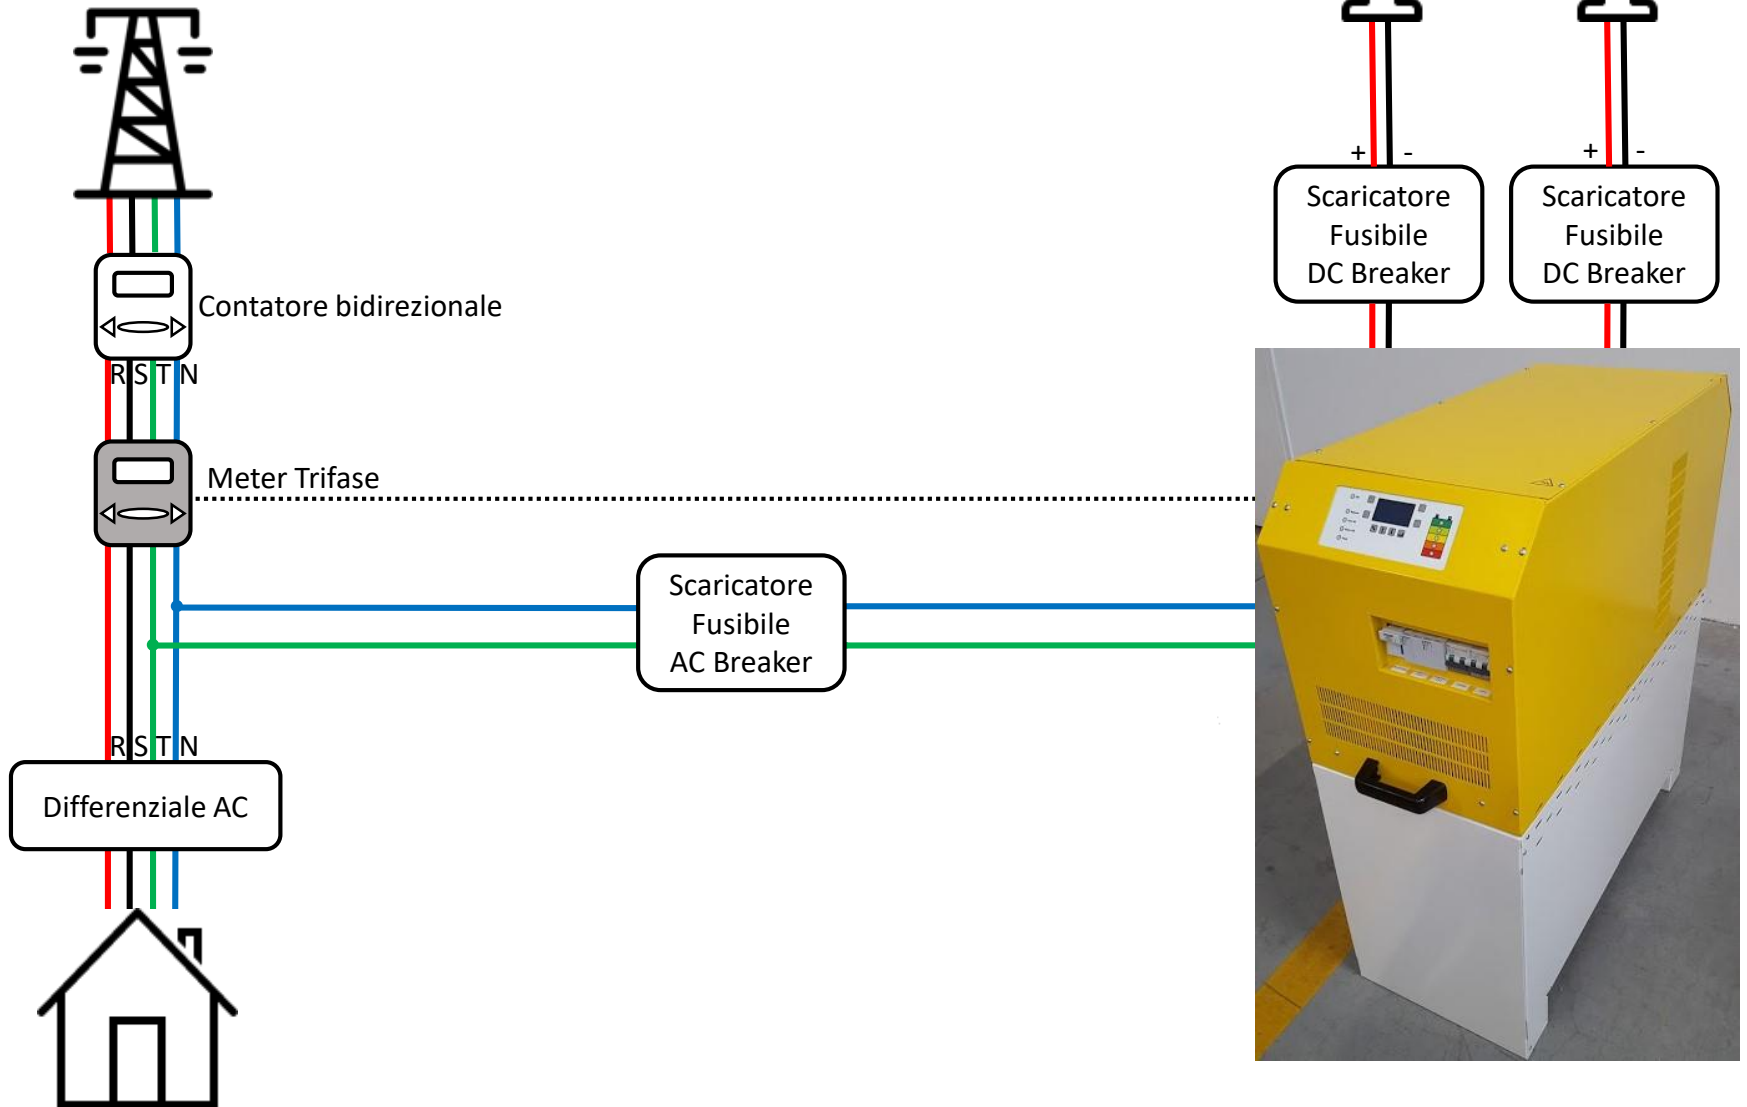 + -
+ -
Scaricatore
Fusibile
DC Breaker
Scaricatore
Fusibile
DC Breaker
Contatore bidirezionale
R S T N
Meter Trifase
Scaricatore
Fusibile
AC Breaker
R S T N
Differenziale AC